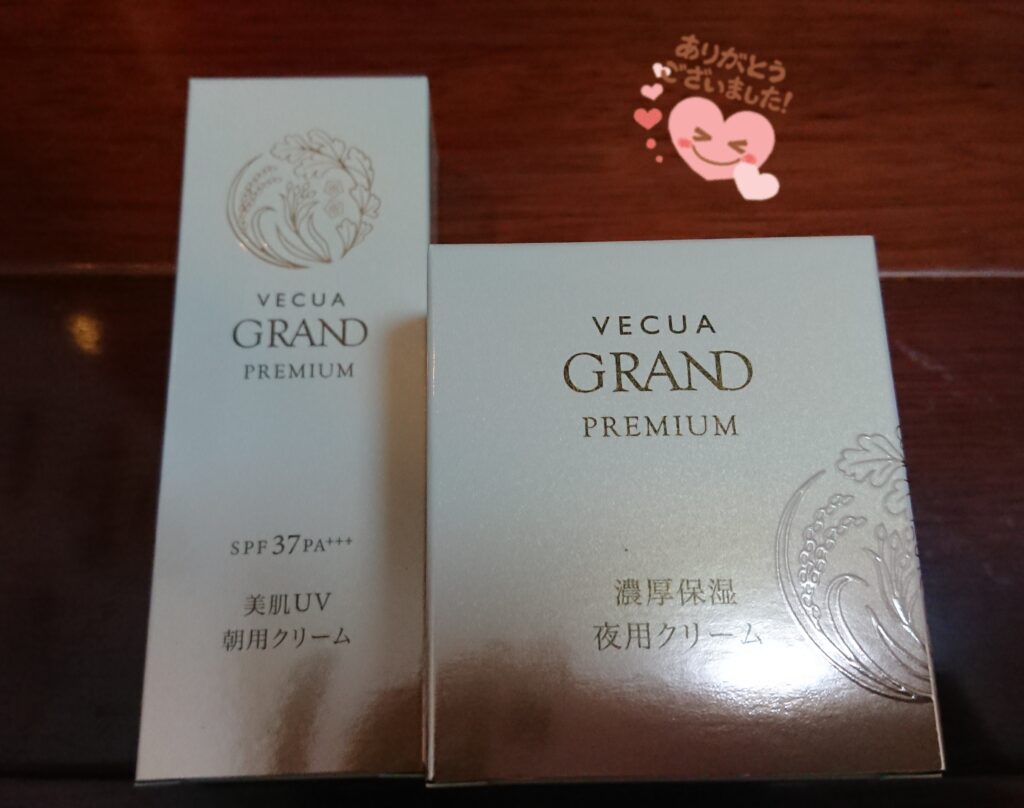 ありがとう
ございました!
VECUA
GRAND
PREMIUM
SPF 37 PA+++
美肌UV
朝用クリーム
VECUA
GRAND
PREMIUM
濃厚保湿
夜用クリーム